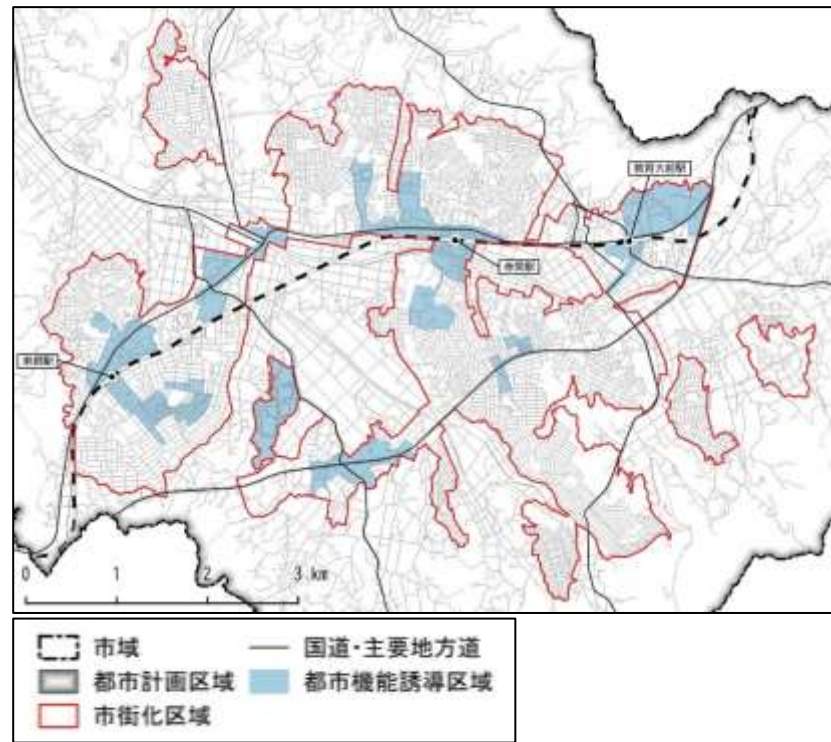 教育大前駅
赤間駅
東郷駅
0 1 2 3 km
市域 国道・主要地方道
都市計画区域 都市機能誘導区域
市街化区域